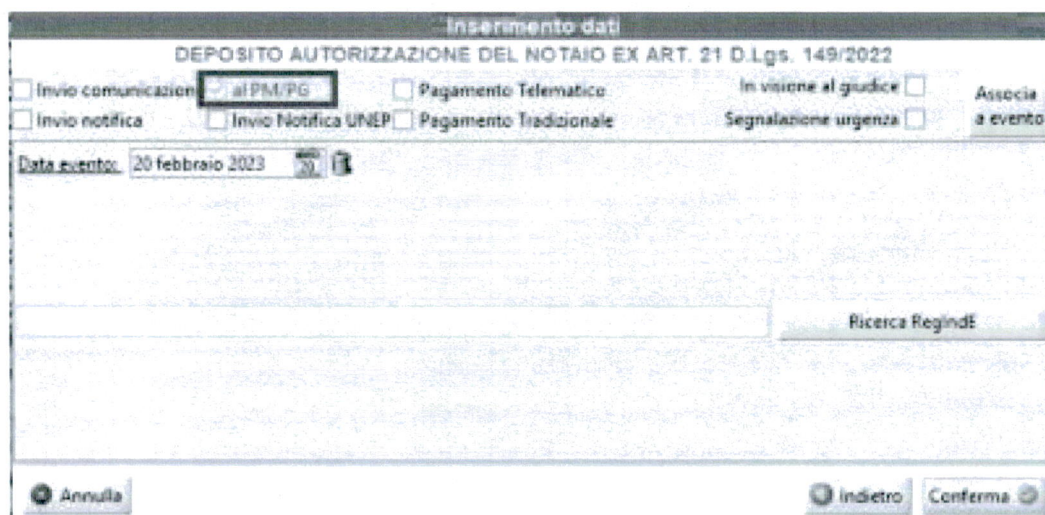 Inserimento dati
DEPOSITO AUTORIZZAZIONE DEL NOTAIO EX ART. 21 D.Lgs. 149/2022
Invio comunicazion al PM/PG Pagamento Telematico In visione al giudice Associa
Invio notifica Invio Notifica UNEP Pagamento Tradizionale Segnalazione urgenza a evento
Data evento: 20 febbraio 2023 20
Ricerca RegIndE
Annulla Indietro Conferma